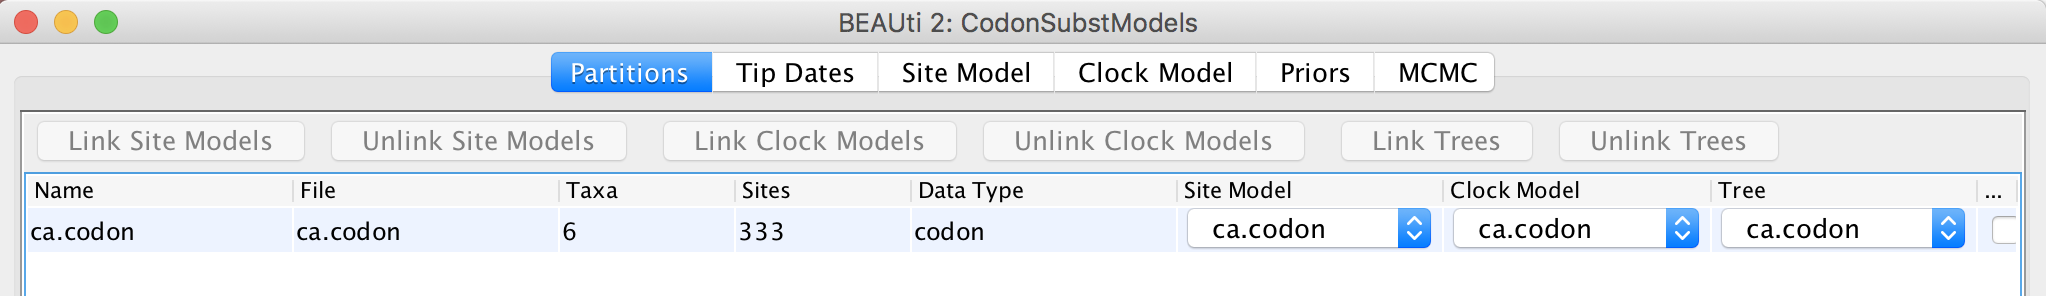 BEAUti 2: CodonSubstModels
Partitions Tip Dates Site Model Clock Model Priors MCMC
Link Site Models Unlink Site Models Link Clock Models Unlink Clock Models Link Trees Unlink Trees
Name File Taxa Sites Data Type Site Model Clock Model Tree ...
ca.codon ca.codon 6 333 codon ca.codon ca.codon ca.codon